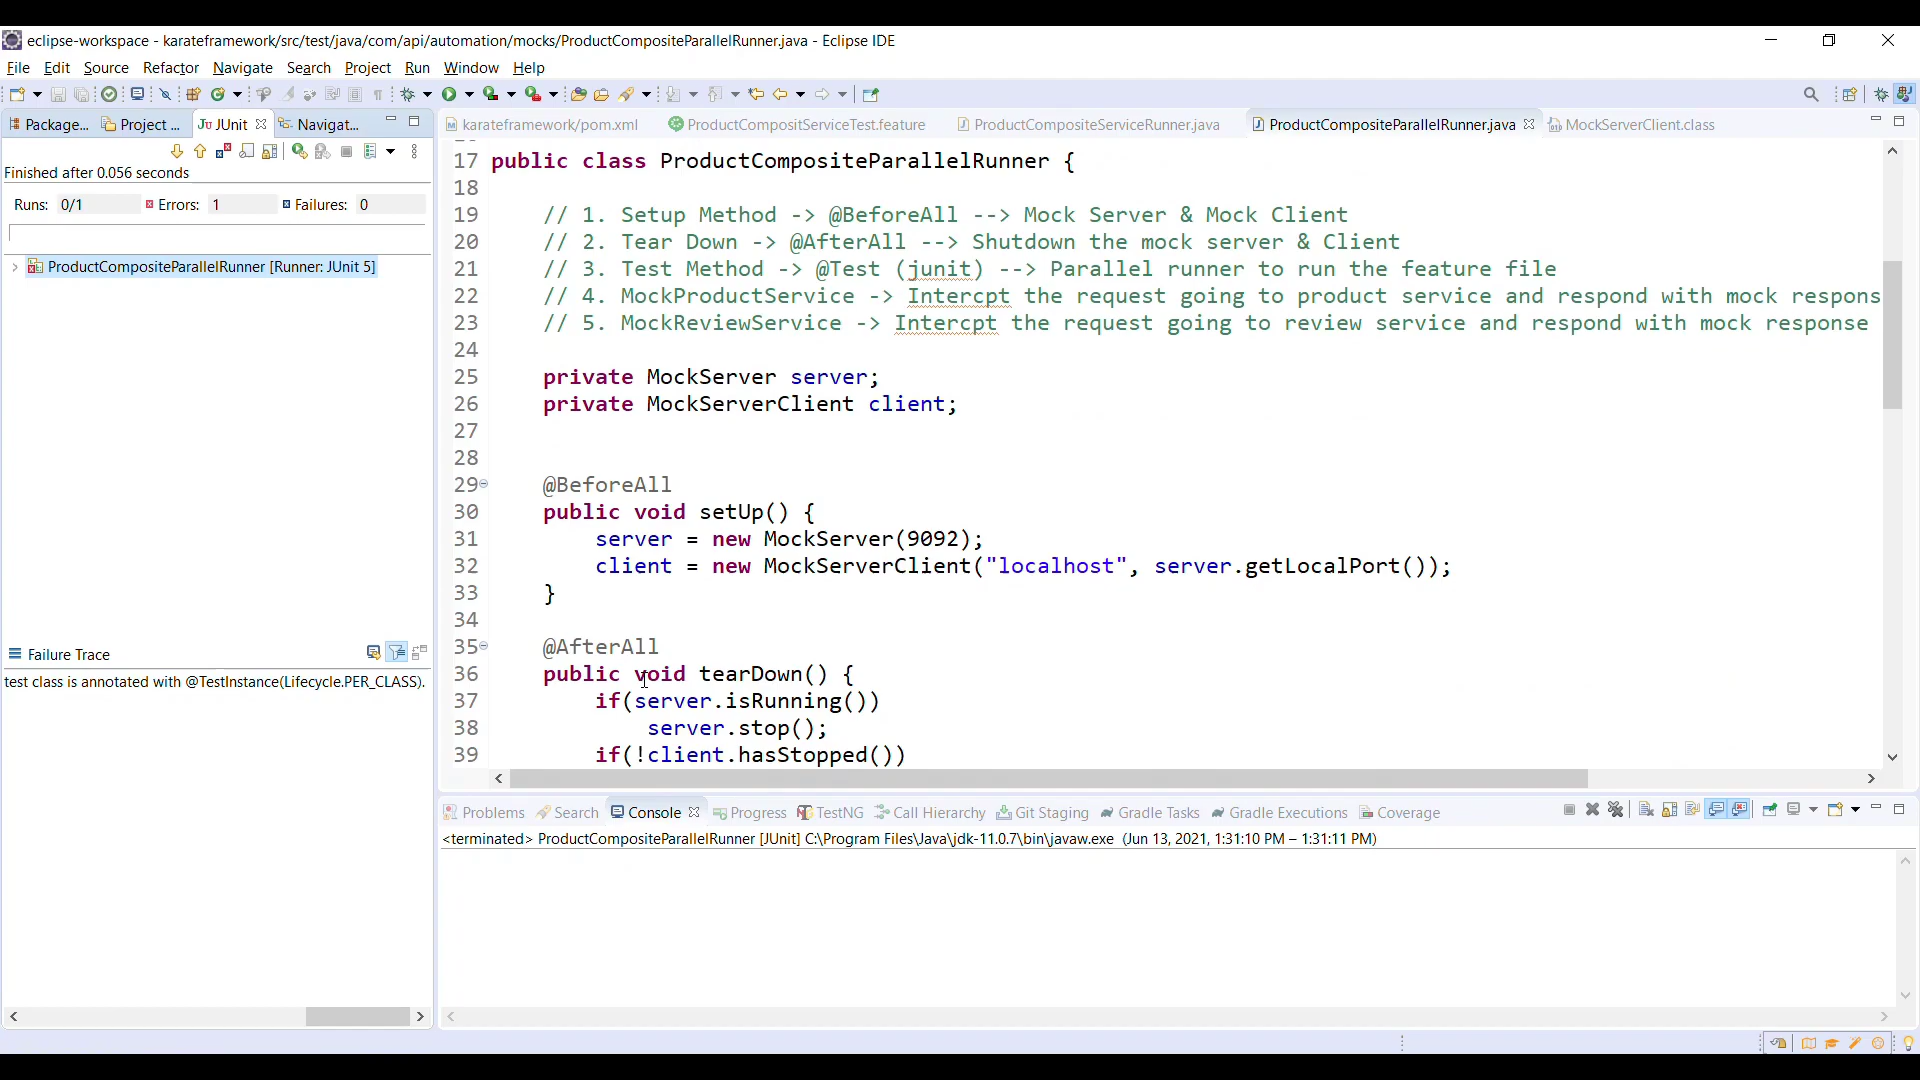 eclipse-workspace - karateframework/src/test/java/com/api/automation/mocks/ProductCompositeParallelRunner.java - Eclipse IDE
File Edit Source Refactor Navigate Search Project Run Window Help
Package... Project ... JUnit Navigat...
karateframework/pom.xml ProductCompositServiceTest.feature ProductCompositeServiceRunner.java ProductCompositeParallelRunner.java MockServerClient.class
Finished after 0.056 seconds
Runs: 0/1 Errors: 1 Failures: 0
ProductCompositeParallelRunner [Runner: JUnit 5]
Failure Trace
test class is annotated with @TestInstance(Lifecycle.PER_CLASS).
17 public class ProductCompositeParallelRunner {
18
19 // 1. Setup Method -> @BeforeAll --> Mock Server & Mock Client
20 // 2. Tear Down -> @AfterAll --> Shutdown the mock server & Client
21 // 3. Test Method -> @Test (junit) --> Parallel runner to run the feature file
22 // 4. MockProductService -> Intercpt the request going to product service and respond with mock respons
23 // 5. MockReviewService -> Intercpt the request going to review service and respond with mock response
24
25 private MockServer server;
26 private MockServerClient client;
27
28
29 @BeforeAll
30 public void setUp() {
31 server = new MockServer(9092);
32 client = new MockServerClient("localhost", server.getLocalPort());
33 }
34
35 @AfterAll
36 public void tearDown() {
37 if(server.isRunning())
38 server.stop();
39 if(!client.hasStopped())
Problems Search Console Progress TestNG Call Hierarchy Git Staging Gradle Tasks Gradle Executions Coverage
<terminated> ProductCompositeParallelRunner [JUnit] C:\Program Files\Java\jdk-11.0.7\bin\javaw.exe (Jun 13, 2021, 1:31:10 PM – 1:31:11 PM)